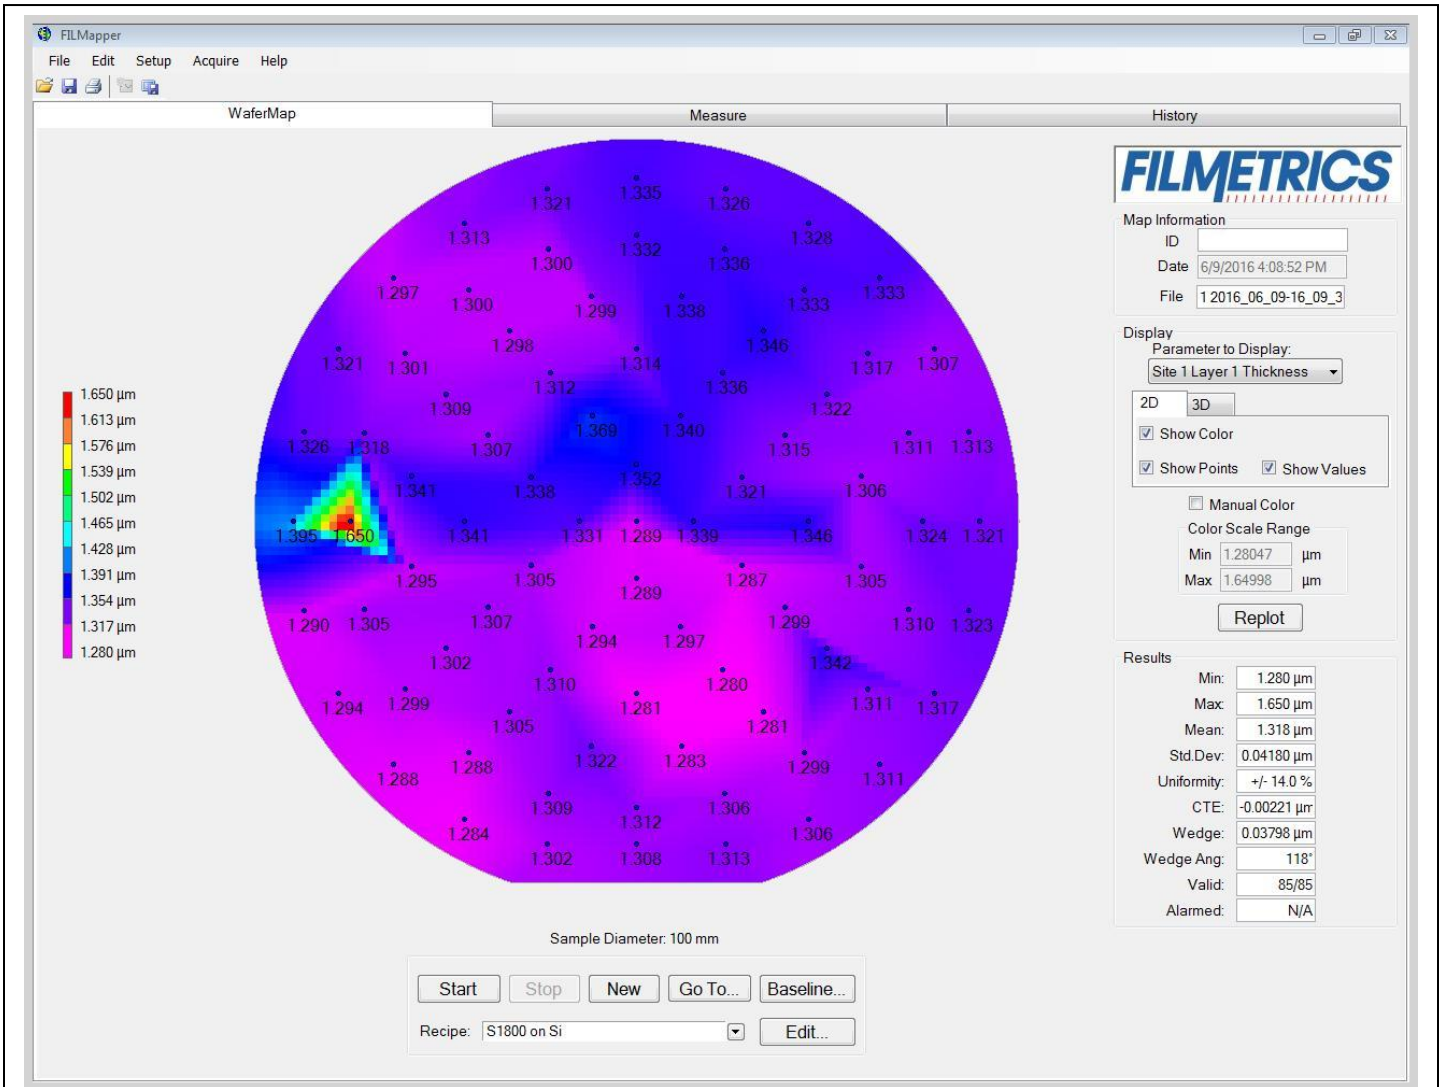 FILMapper
File Edit Setup Acquire Help
WaferMap Measure History
FILMETRICS
Map Information
ID
Date 6/9/2016 4:08:52 PM
File 1 2016_06_09-16_09_3
Display
Parameter to Display:
Site 1 Layer 1 Thickness
2D 3D
Show Color
Show Points Show Values
Manual Color
Color Scale Range
Min 1.28047 µm
Max 1.64998 µm
Replot
Results
Min: 1.280 µm
Max: 1.650 µm
Mean: 1.318 µm
Std.Dev: 0.04180 µm
Uniformity: +/- 14.0 %
CTE: -0.00221 µm
Wedge: 0.03798 µm
Wedge Ang: 118°
Valid: 85/85
Alarmed: N/A
1.650 µm
1.613 µm
1.576 µm
1.539 µm
1.502 µm
1.465 µm
1.428 µm
1.391 µm
1.354 µm
1.317 µm
1.280 µm
1.321 1.335 1.326
1.313 1.328
1.300 1.332 1.336
1.297 1.300 1.299 1.338 1.333 1.333
1.298 1.346
1.321 1.301 1.314 1.317 1.307
1.312 1.336
1.309 1.322
1.369 1.340
1.326 1.318 1.307 1.315 1.311 1.313
1.352
1.341 1.338 1.321 1.306
1.395 1.650 1.341 1.331 1.289 1.339 1.346 1.324 1.321
1.295 1.305 1.287 1.305
1.289
1.290 1.305 1.307 1.299 1.310 1.323
1.294 1.297
1.302 1.342
1.310 1.280
1.294 1.299 1.281 1.311 1.317
1.305 1.281
1.322 1.283
1.288 1.288 1.299 1.311
1.309 1.306
1.312
1.284 1.306
1.302 1.308 1.313
Sample Diameter: 100 mm
Start Stop New Go To... Baseline...
Recipe: S1800 on Si Edit...